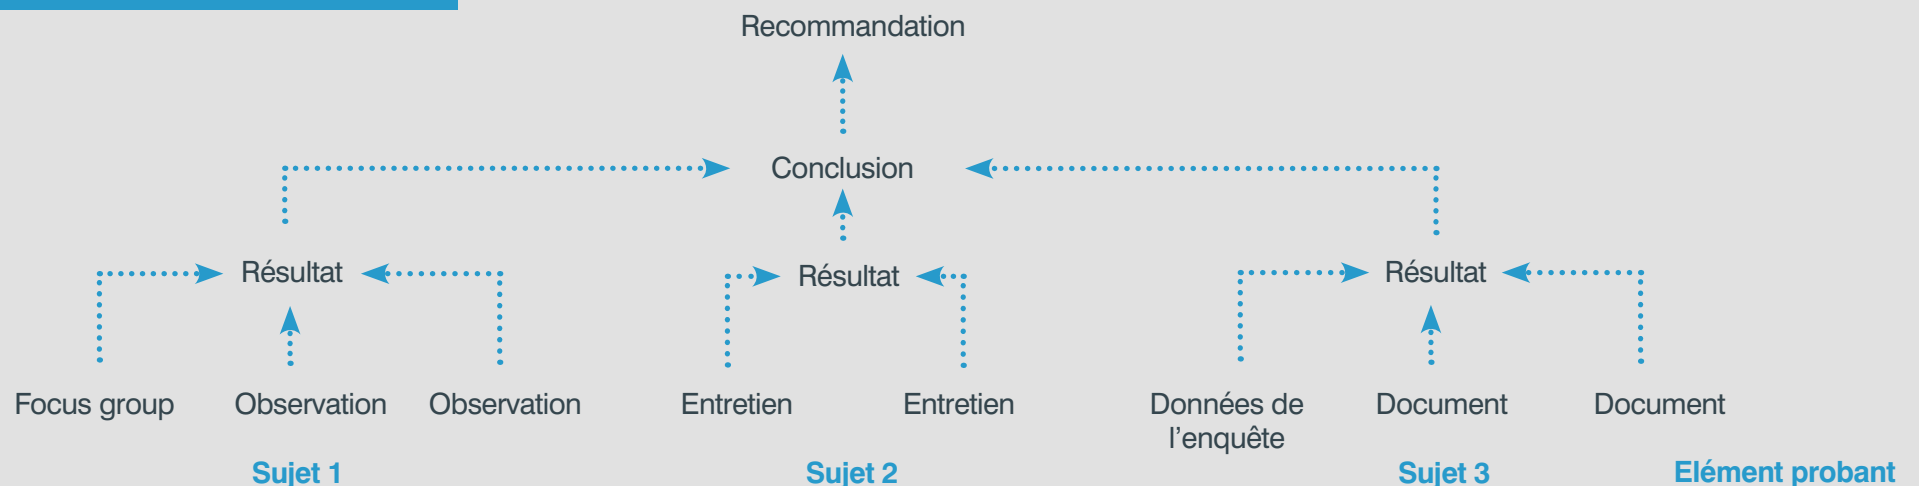 Recommandation
Conclusion
Résultat
Résultat
Résultat
Focus group
Observation
Observation
Entretien
Entretien
Données de
l'enquête
Document
Document
Sujet 1
Sujet 2
Sujet 3
Elément probant